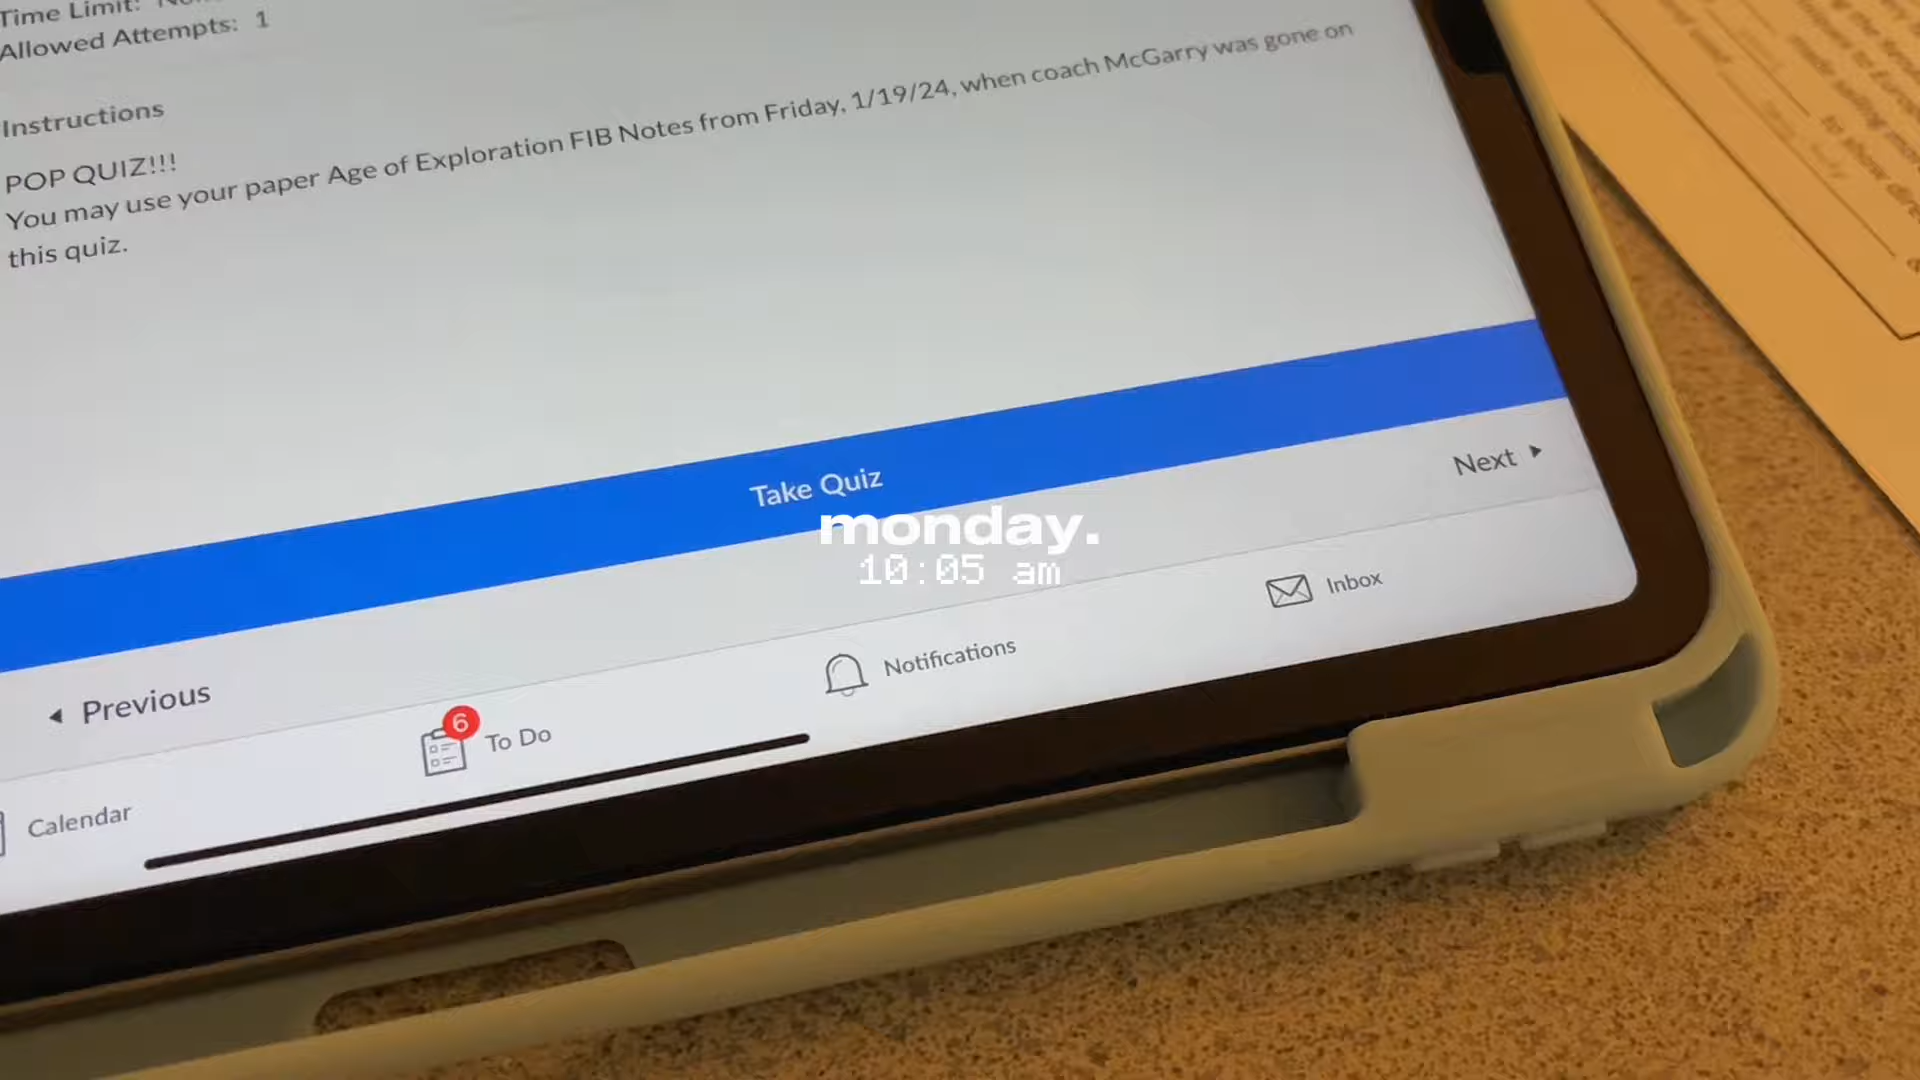 Time Limit:
Allowed Attempts: 1
Instructions
POP QUIZ!!!
You may use your paper Age of Exploration FIB Notes from Friday, 1/19/24, when coach McGarry was gone on
this quiz.
Take Quiz
monday.
10:05 am
Next
Previous
Inbox
Notifications
6
To Do
Calendar